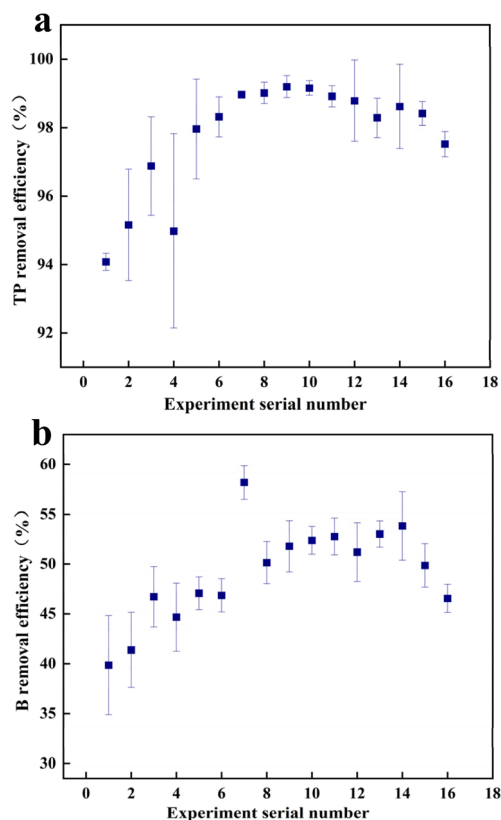 a
TP removal efficiency (%)
100
98
96
94
92
0 2 4 6 8 10 12 14 16 18
Experiment serial number
b
B removal efficiency (%)
60
55
50
45
40
35
30
0 2 4 6 8 10 12 14 16 18
Experiment serial number